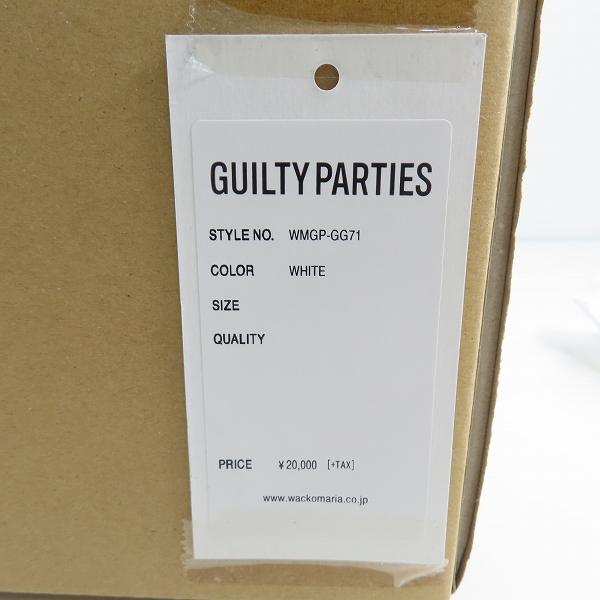 GUILTY PARTIES
STYLE NO. WMGP-GG71
COLOR WHITE
SIZE
QUALITY
PRICE ¥20,000 [+TAX]
www.wackomaria.co.jp